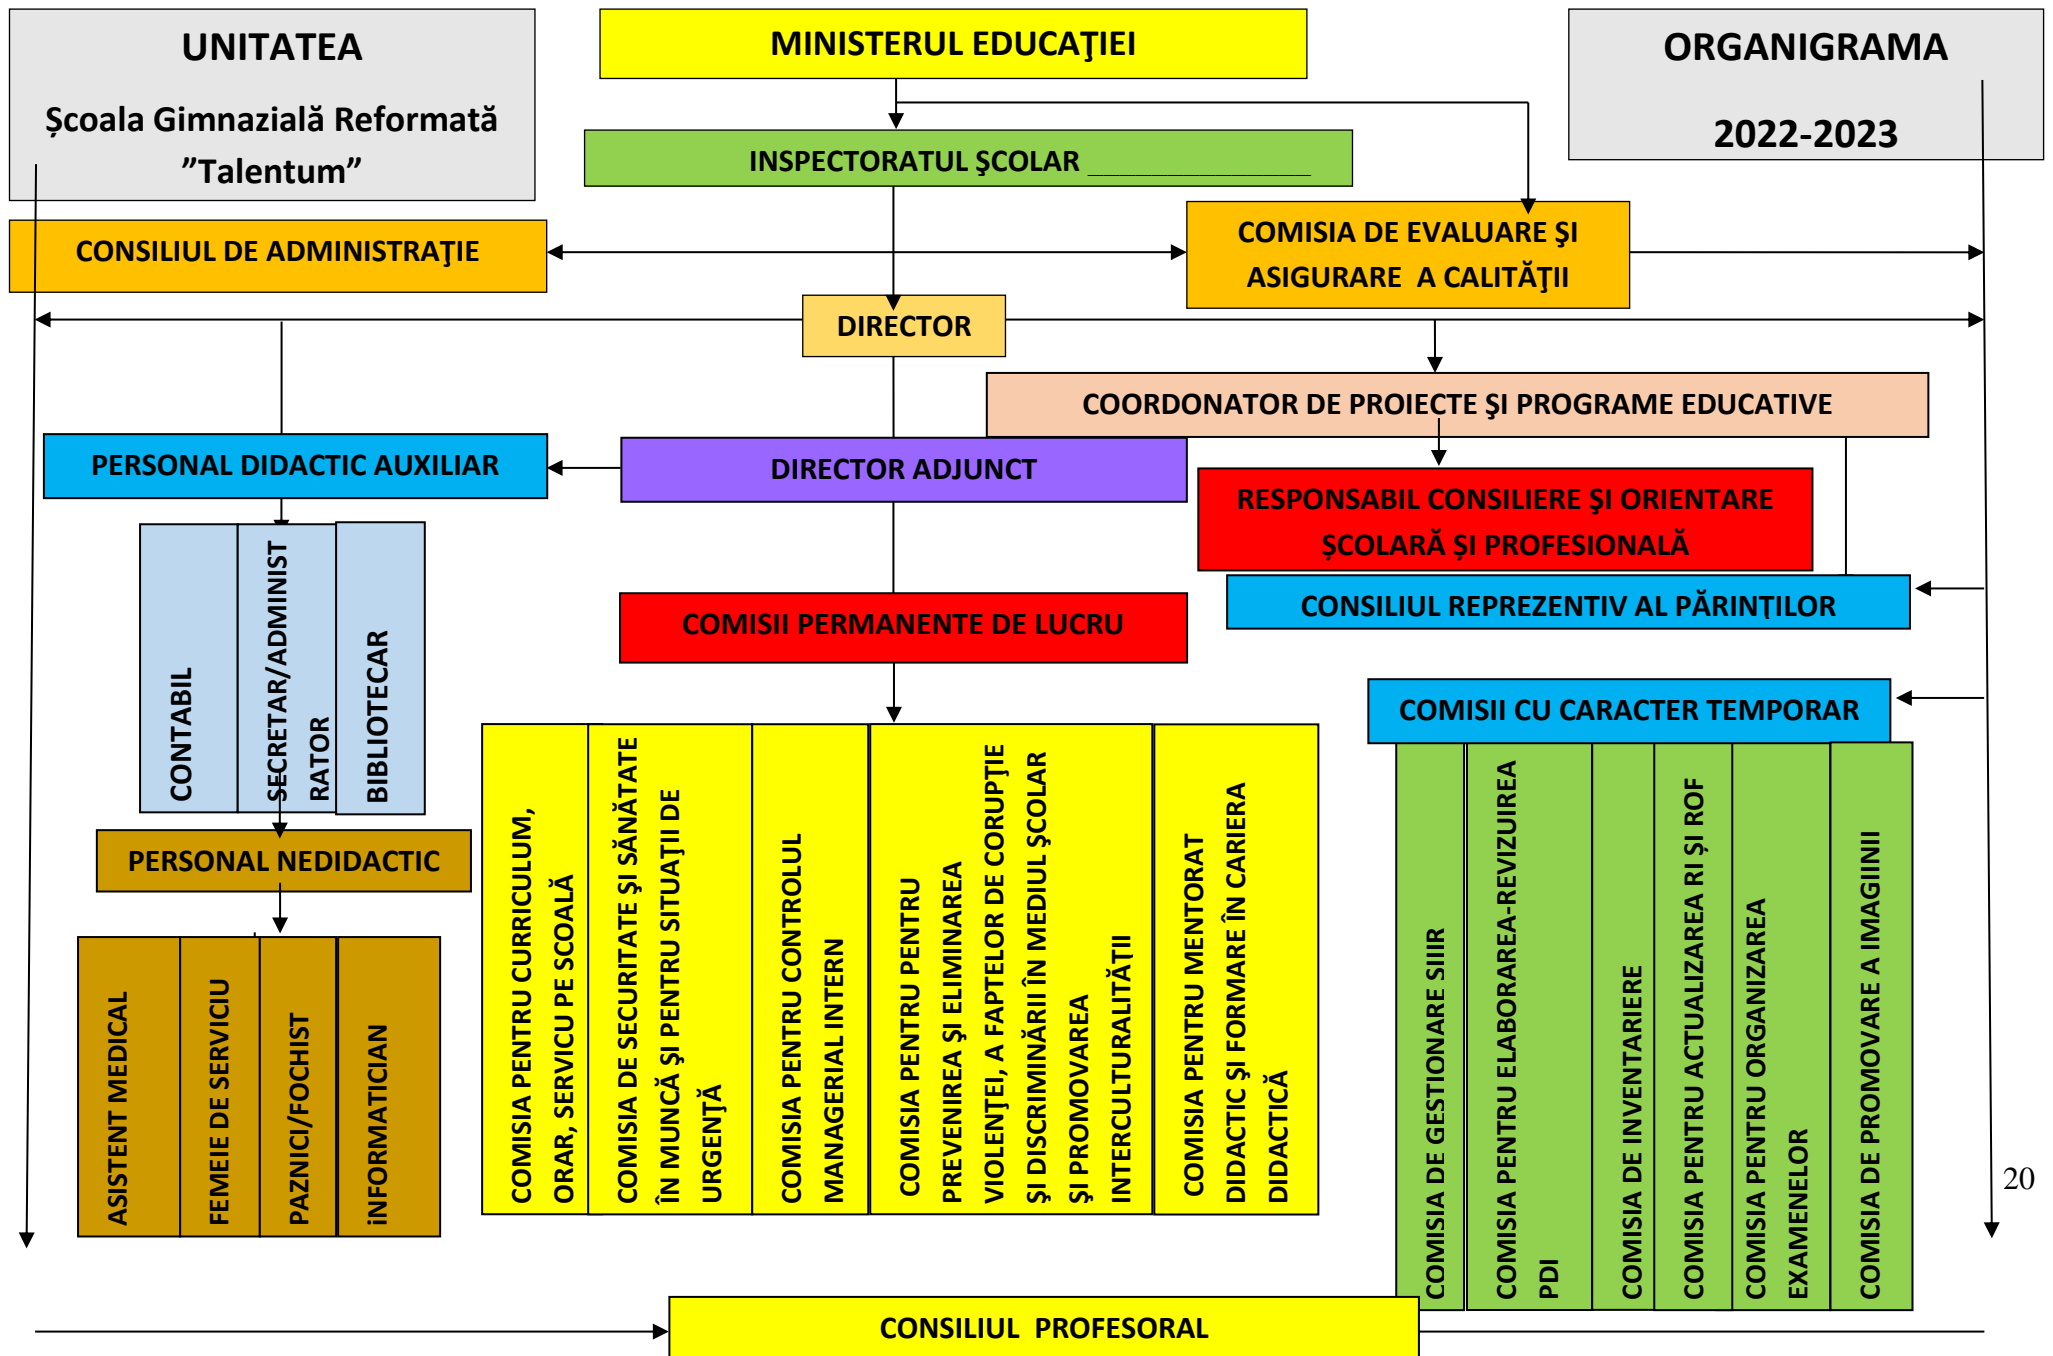 UNITATEA
Școala Gimnazială Reformată
”Talentum”
MINISTERUL EDUCAŢIEI
ORGANIGRAMA
2022-2023
INSPECTORATUL ŞCOLAR ______________
CONSILIUL DE ADMINISTRAŢIE
COMISIA DE EVALUARE ŞI
ASIGURARE A CALITĂŢII
DIRECTOR
COORDONATOR DE PROIECTE ŞI PROGRAME EDUCATIVE
PERSONAL DIDACTIC AUXILIAR
DIRECTOR ADJUNCT
RESPONSABIL CONSILIERE ŞI ORIENTARE
ȘCOLARĂ ȘI PROFESIONALĂ
CONSILIUL REPREZENTIV AL PĂRINŢILOR
COMISII PERMANENTE DE LUCRU
CONTABIL
SECRETAR/ADMINIST
RATOR
BIBLIOTECAR
COMISII CU CARACTER TEMPORAR
PERSONAL NEDIDACTIC
ASISTENT MEDICAL
FEMEIE DE SERVICIU
PAZNICI/FOCHIST
iNFORMATICIAN
COMISIA PENTRU CURRICULUM,
ORAR, SERVICU PE SCOALĂ
COMISIA DE SECURITATE ŞI SĂNĂTATE
ÎN MUNCĂ ŞI PENTRU SITUAŢII DE
URGENŢĂ
COMISIA PENTRU CONTROLUL
MANAGERIAL INTERN
COMISIA PENTRU
PREVENIREA ŞI ELIMINAREA
VIOLENŢEI, A FAPTELOR DE CORUPŢIE
ŞI DISCRIMINĂRII ÎN MEDIUL ŞCOLAR
ŞI PROMOVAREA
INTERCULTURALITĂŢII
COMISIA PENTRU MENTORAT
DIDACTIC ŞI FORMARE ÎN CARIERA
DIDACTICĂ
COMISIA DE GESTIONARE SIIIR
COMISIA PENTRU ELABORAREA-REVIZUIREA
PDI
COMISIA DE INVENTARIERE
COMISIA PENTRU ACTUALIZAREA RI ȘI ROF
COMISIA PENTRU ORGANIZAREA
EXAMENELOR
COMISIA DE PROMOVARE A IMAGIINII
20
CONSILIUL PROFESORAL